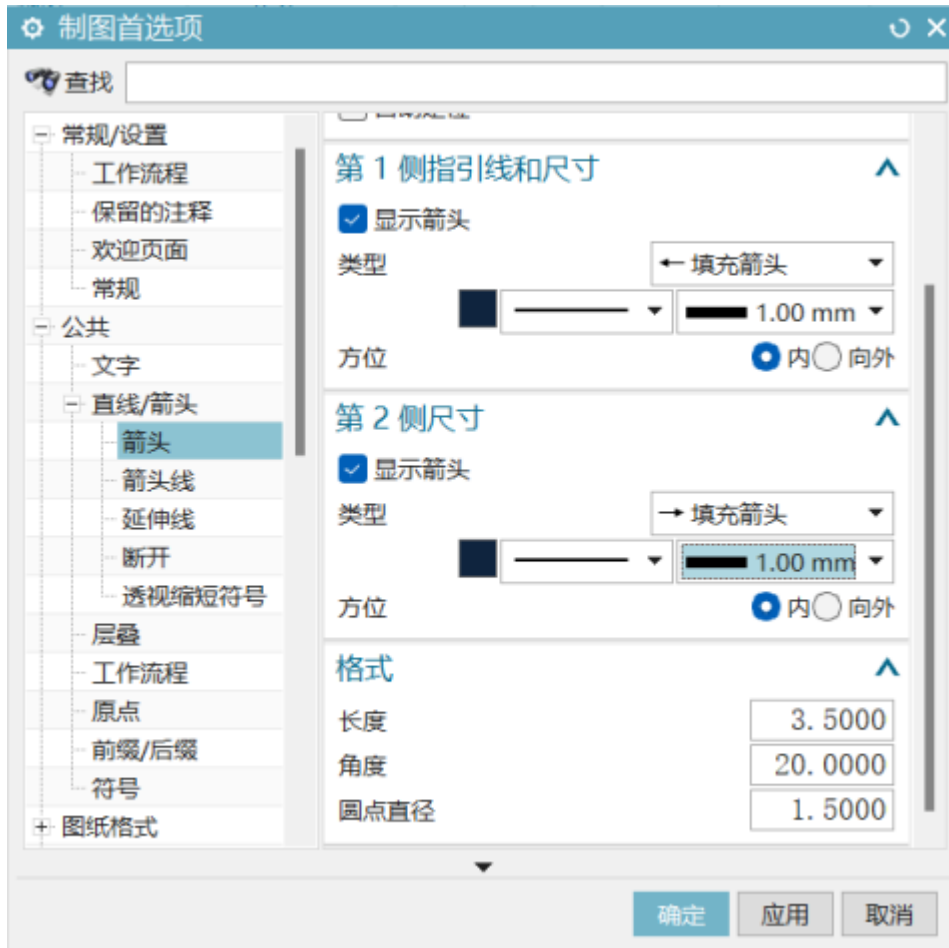 制图首选项
查找
常规/设置
工作流程
保留的注释
欢迎页面
常规
公共
文字
直线/箭头
箭头
箭头线
延伸线
断开
透视缩短符号
层叠
工作流程
原点
前缀/后缀
符号
图纸格式
第 1 侧指引线和尺寸
显示箭头
类型 填充箭头
1.00 mm
方位 内 向外
第 2 侧尺寸
显示箭头
类型 填充箭头
1.00 mm
方位 内 向外
格式
长度 3.5000
角度 20.0000
圆点直径 1.5000
确定 应用 取消